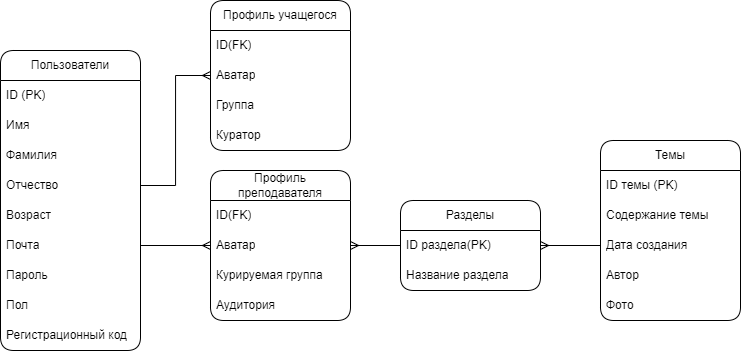 Профиль учащегося
ID(FK)
Аватар
Группа
Куратор
Пользователи
ID (PK)
Имя
Фамилия
Отчество
Возраст
Почта
Пароль
Пол
Регистрационный код
Профиль
преподавателя
ID(FK)
Аватар
Курируемая группа
Аудитория
Разделы
ID раздела(PK)
Название раздела
Темы
ID темы (PK)
Содержание темы
Дата создания
Автор
Фото